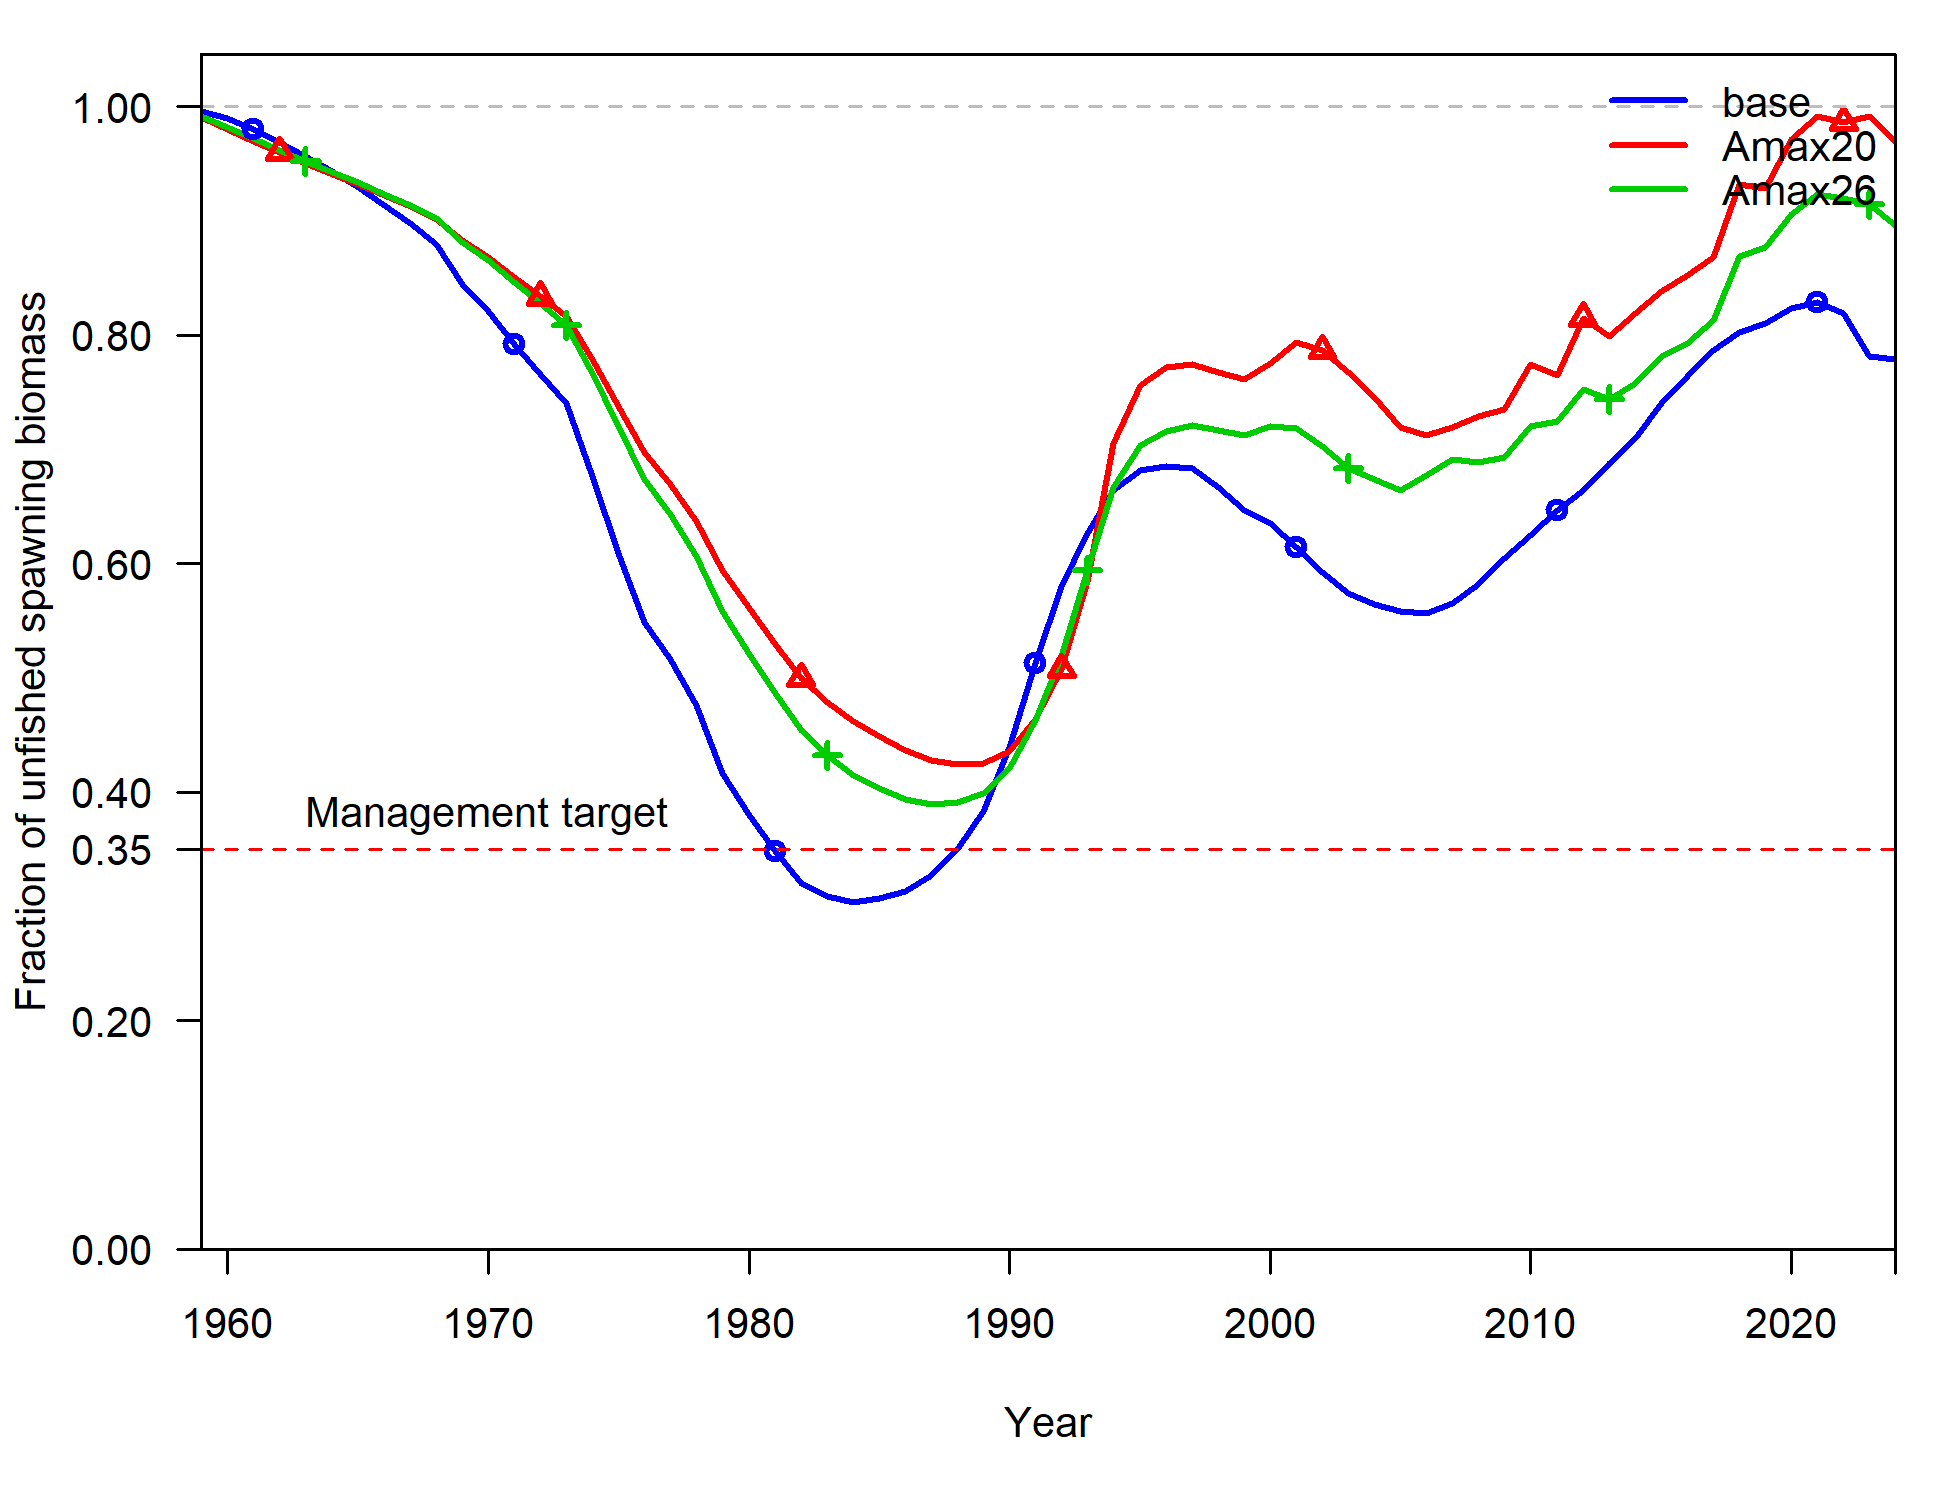 base
Amax20
Amax26
1.00
0.80
0.60
0.40
0.35
0.20
0.00
Fraction of unfished spawning biomass
Management target
1960 1970 1980 1990 2000 2010 2020
Year